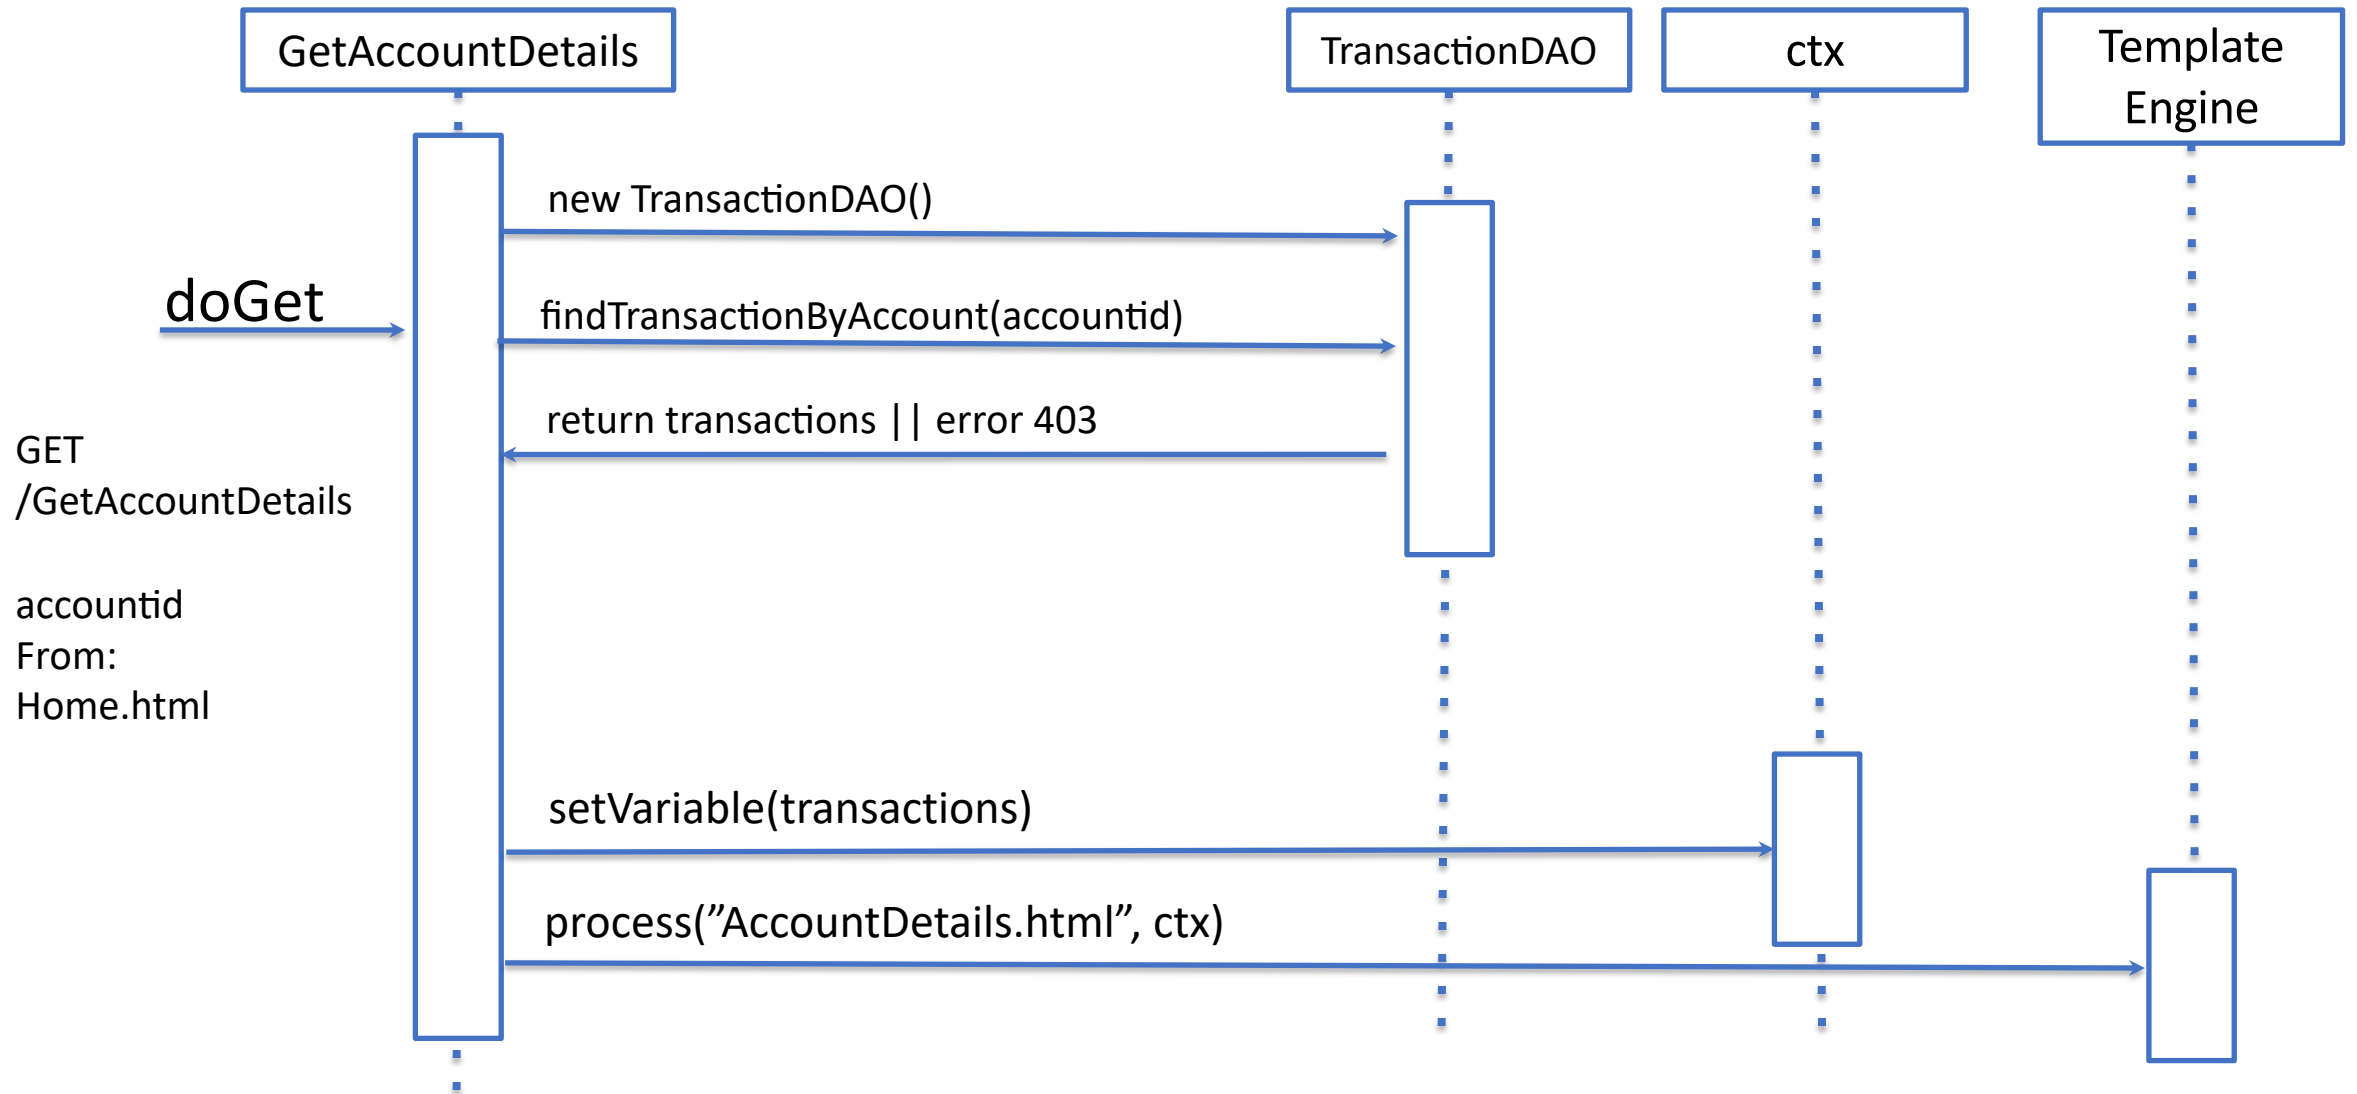 GetAccountDetails
TransactionDAO
ctx
Template
Engine
new TransactionDAO()
doGet
findTransactionByAccount(accountid)
return transactions || error 403
GET
/GetAccountDetails
accountid
From:
Home.html
setVariable(transactions)
process(”AccountDetails.html”, ctx)